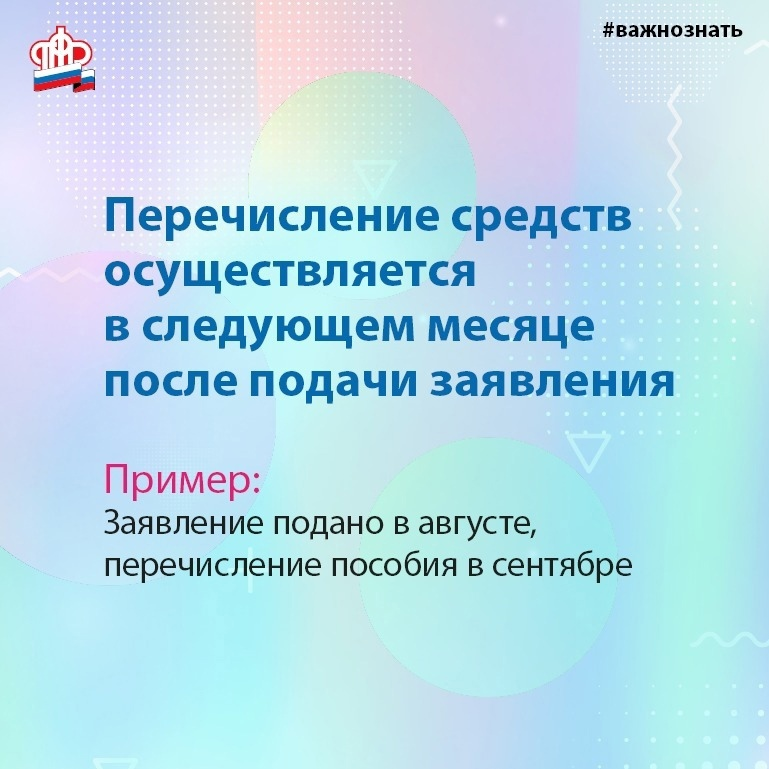 #важнознать
Перечисление средств
осуществляется
в следующем месяце
после подачи заявления
Пример:
Заявление подано в августе,
перечисление пособия в сентябре